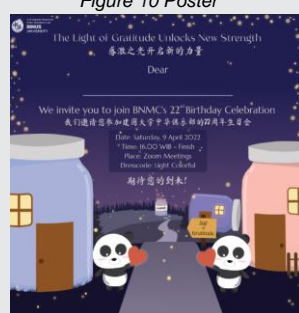 Figure 10 Poster
BINUS
UNIVERSITY
The Light of Gratitude Unlocks New Strength
感激之光开启新的力量
Dear
We invite you to join BNMC's 22nd Birthday Celebration
我们邀请您参加建国大学中华俱乐部的22周年生日会
Date: Saturday, 9 April 2022
Time: 16.00 WIB - Finish
Place: Zoom Meetings
Dresscode: Light Colorful
期待您的到来!
of
Gratitude